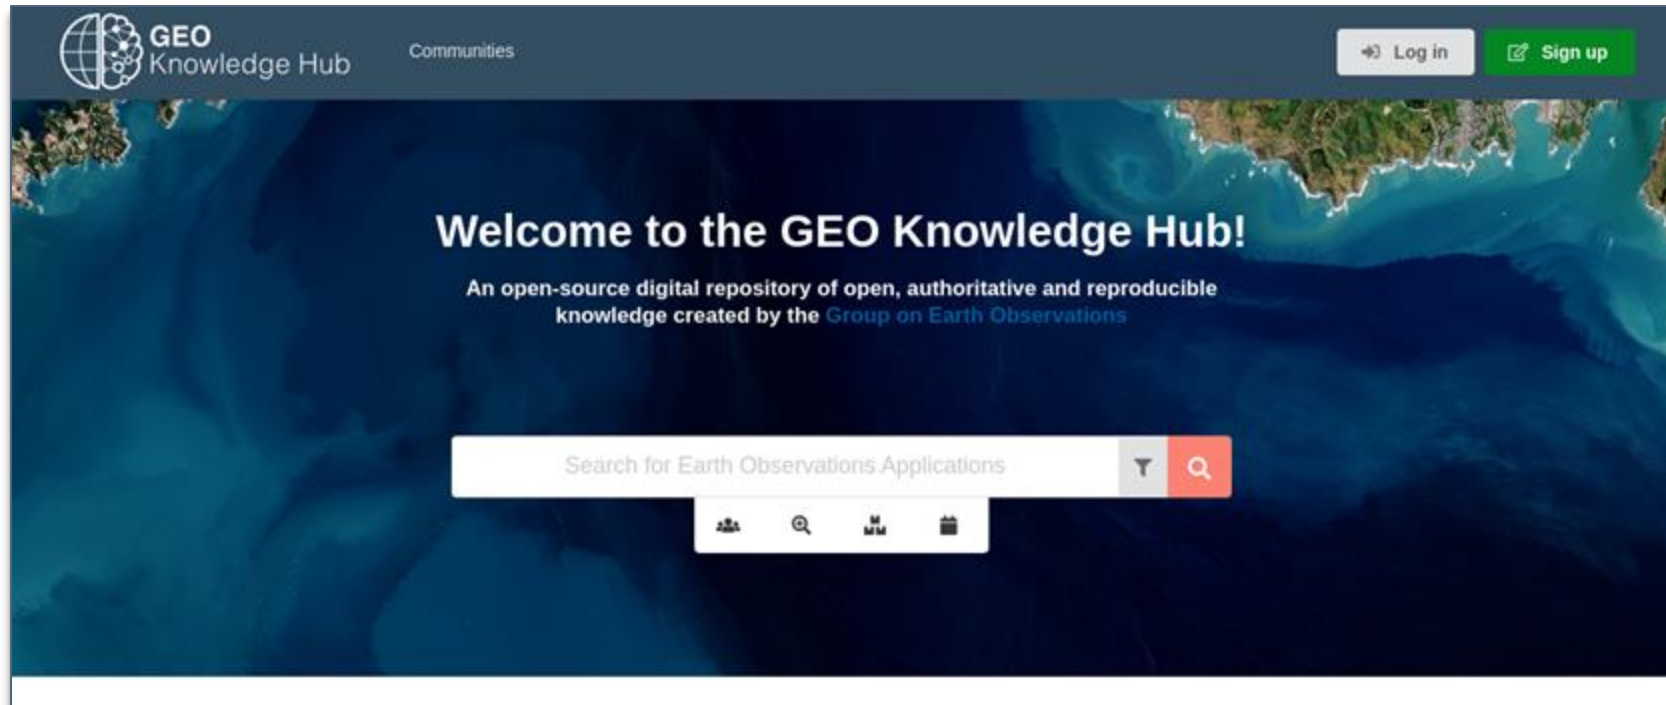 GEO
Knowledge Hub
Communities
Log in
Sign up
Welcome to the GEO Knowledge Hub!
An open-source digital repository of open, authoritative and reproducible
knowledge created by the Group on Earth Observations
Search for Earth Observations Applications